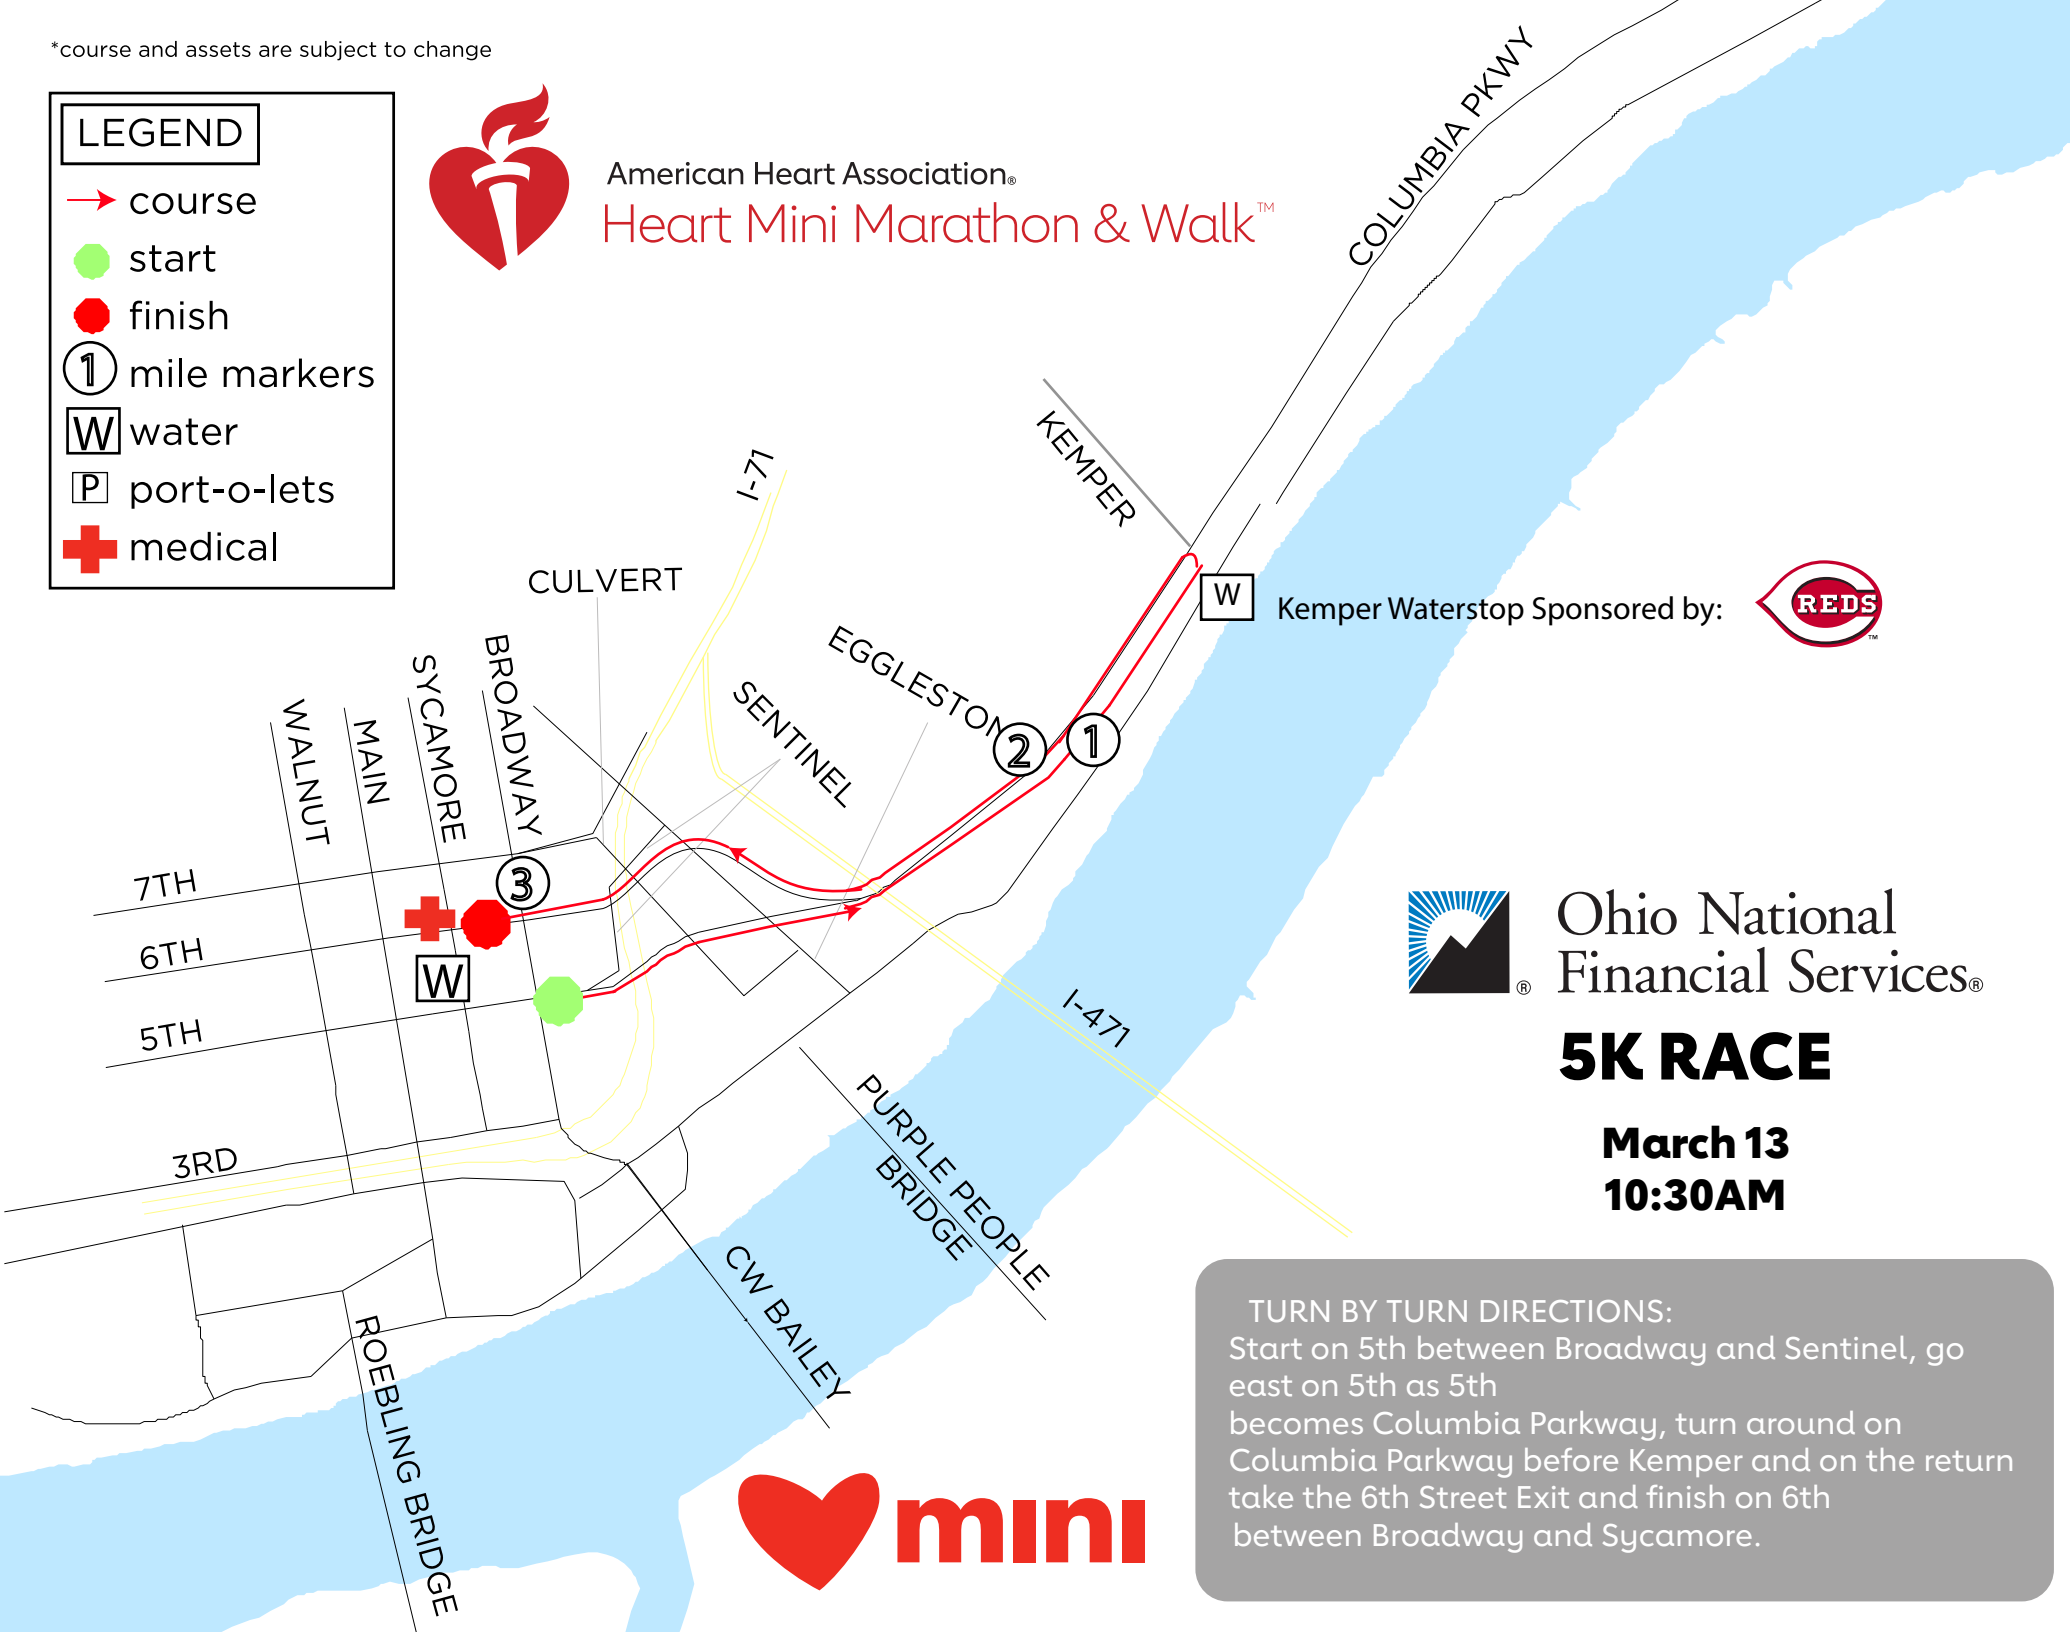 *course and assets are subject to change
LEGEND
course
start
finish
1 mile markers
W water
P port-o-lets
medical
American Heart Association®
Heart Mini Marathon & Walk™
COLUMBIA PKWY
KEMPER
I-71
CULVERT
W
Kemper Waterstop Sponsored by:
REDS™
EGGLESTON
SENTINEL
BROADWAY
SYCAMORE
MAIN
WALNUT
2
1
3
7TH
6TH
W
5TH
I-471
3RD
PURPLE PEOPLE
BRIDGE
CW BAILEY
ROEBLING BRIDGE
Ohio National
® Financial Services®
5K RACE
March 13
10:30AM
TURN BY TURN DIRECTIONS:
Start on 5th between Broadway and Sentinel, go
east on 5th as 5th
becomes Columbia Parkway, turn around on
Columbia Parkway before Kemper and on the return
take the 6th Street Exit and finish on 6th
between Broadway and Sycamore.
mini